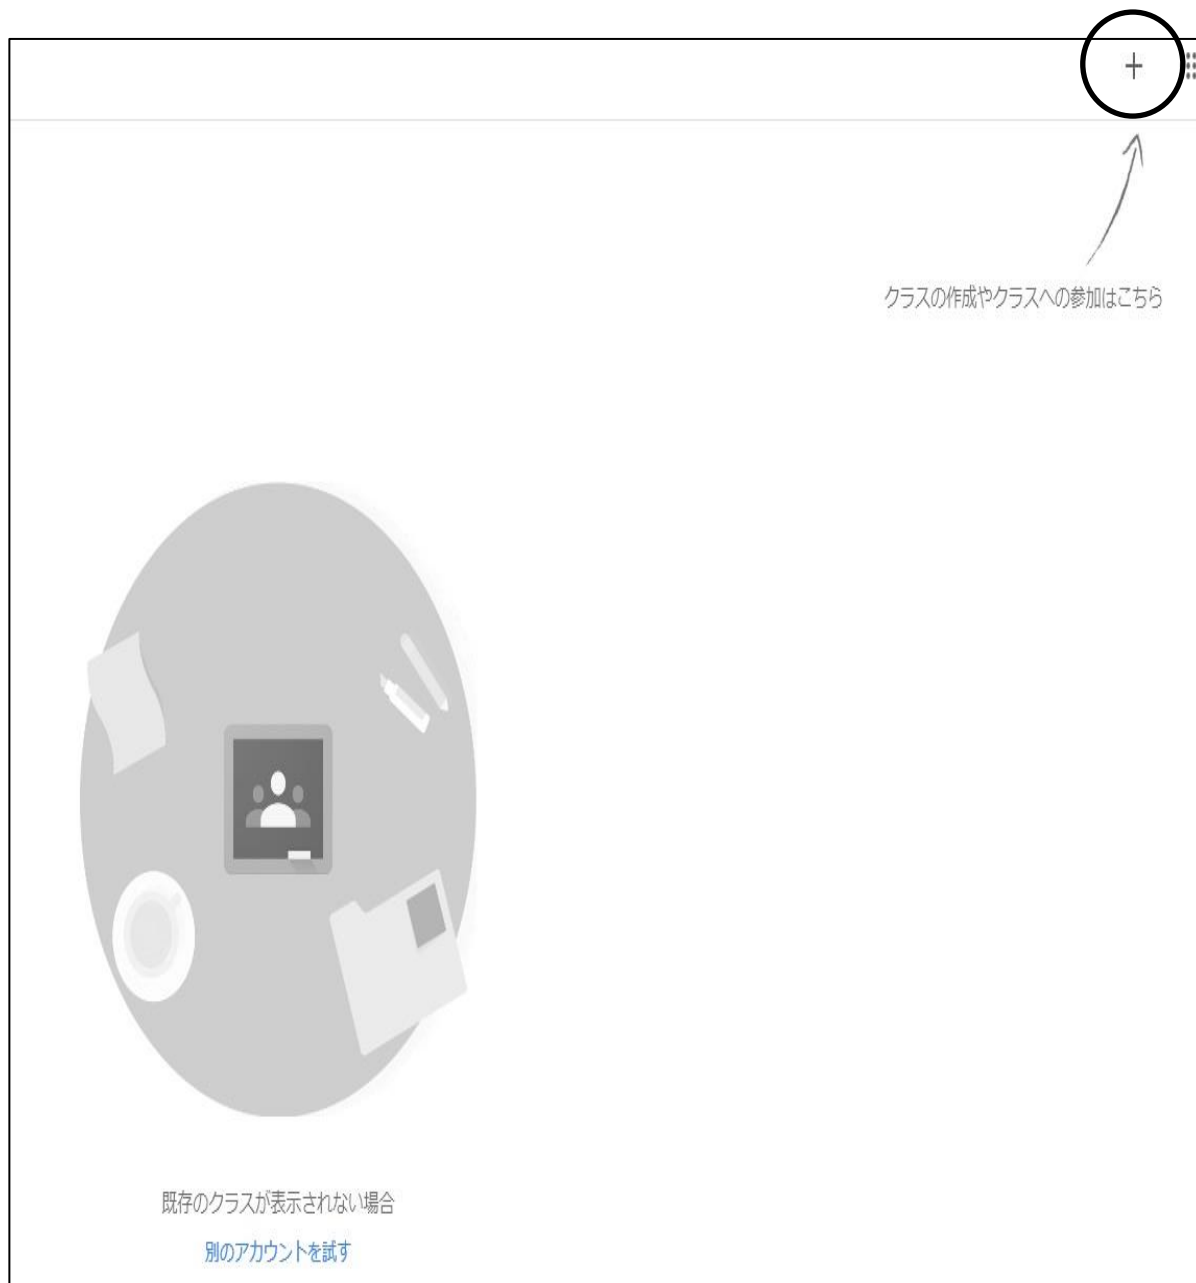 クラスの作成やクラスへの参加はこちら
既存のクラスが表示されない場合
別のアカウントを試す